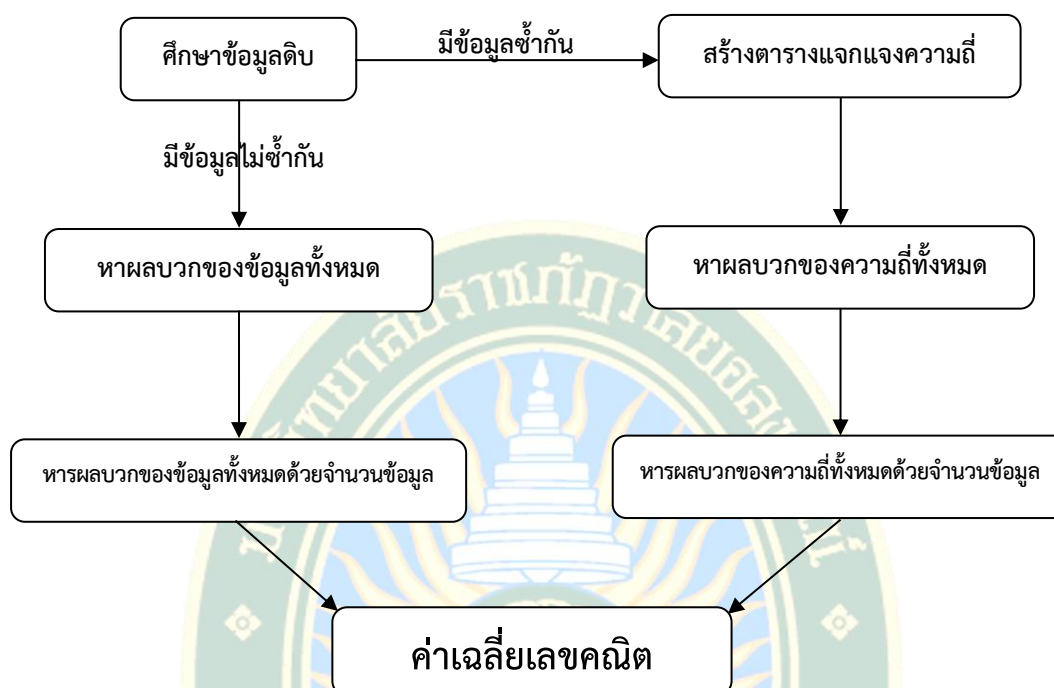 ศึกษาข้อมูลดิบ
มีข้อมูลซ้ำกัน
สร้างตารางแจกแจงความถี่
มีข้อมูลไม่ซ้ำกัน
หาผลบวกของข้อมูลทั้งหมด
หาผลบวกของความถี่ทั้งหมด
หารผลบวกของข้อมูลทั้งหมดด้วยจำนวนข้อมูล
หารผลบวกของความถี่ทั้งหมดด้วยจำนวนข้อมูล
ค่าเฉลี่ยเลขคณิต